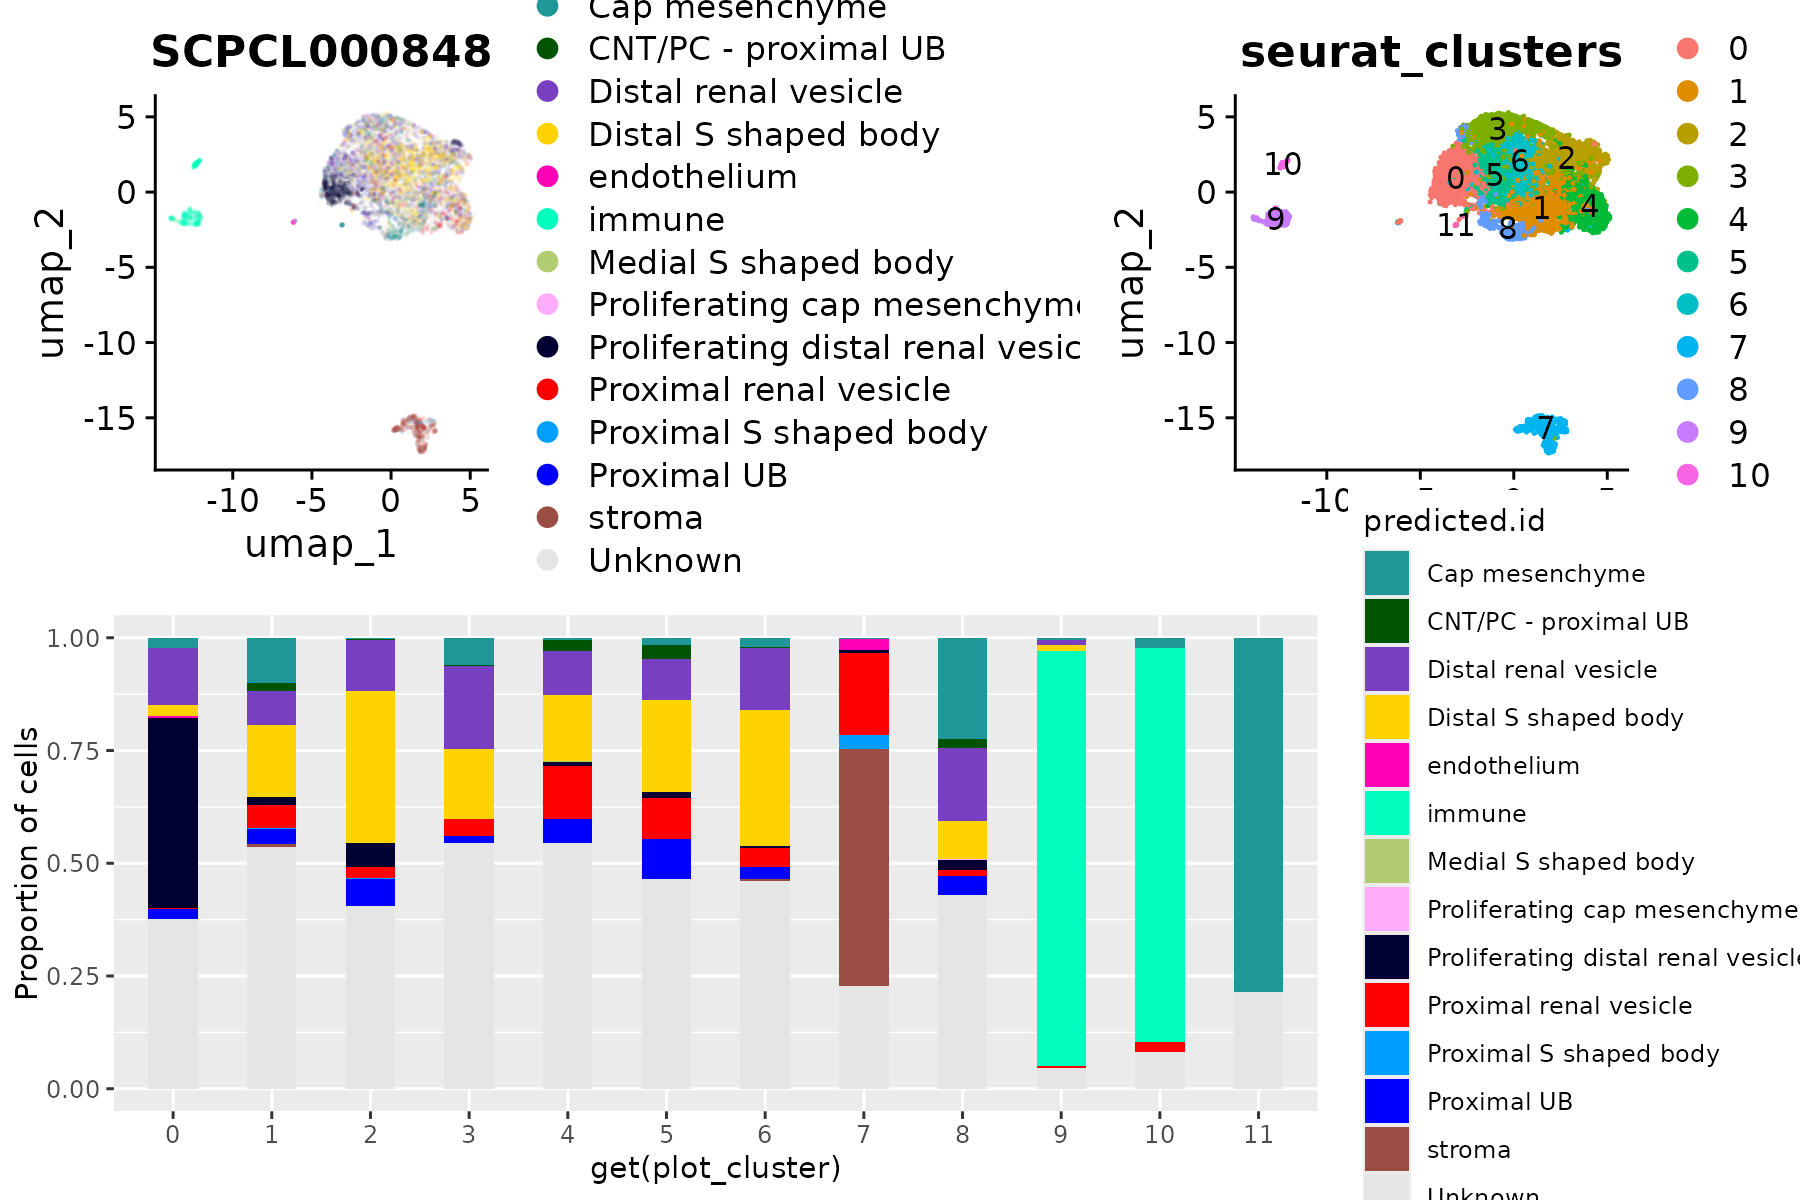 SCPCL000848
5
0
-5
-10
-15
umap_2
-10
-5
0
5
umap_1
Cap mesenchyme
CNT/PC - proximal UB
Distal renal vesicle
Distal S shaped body
endothelium
immune
Medial S shaped body
Proliferating cap mesenchyme
Proliferating distal renal vesic
Proximal renal vesicle
Proximal S shaped body
Proximal UB
stroma
Unknown
seurat_clusters
5
0
-5
-10
-15
umap_2
-10
3
10
6
2
5
0
1
4
9
11
8
7
0
1
2
3
4
5
6
7
8
9
10
predicted.id
Cap mesenchyme
CNT/PC - proximal UB
Distal renal vesicle
Distal S shaped body
endothelium
immune
Medial S shaped body
Proliferating cap mesenchyme
Proliferating distal renal vesicle
Proximal renal vesicle
Proximal S shaped body
Proximal UB
stroma
Unknown
Proportion of cells
1.00
0.75
0.50
0.25
0.00
0 1 2 3 4 5 6 7 8 9 10 11
get(plot_cluster)